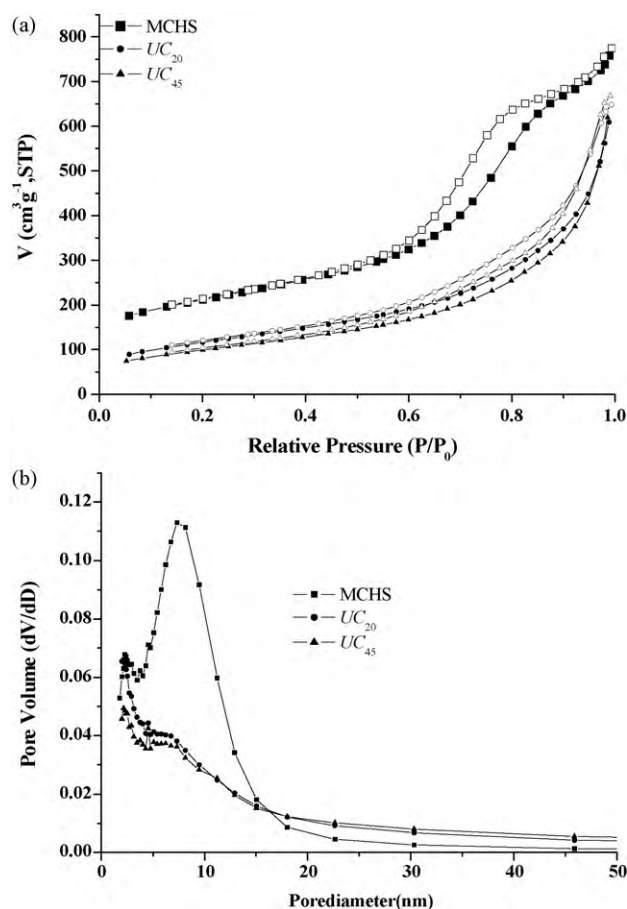 (a)
MCHS
UC20
UC45
800
700
600
500
400
300
200
100
0
V (cm3g-1,STP)
0.0 0.2 0.4 0.6 0.8 1.0
Relative Pressure (P/P0)
(b)
0.12
0.10
0.08
0.06
0.04
0.02
0.00
Pore Volume (dV/dD)
MCHS
UC20
UC45
0 10 20 30 40 50
Porediameter(nm)